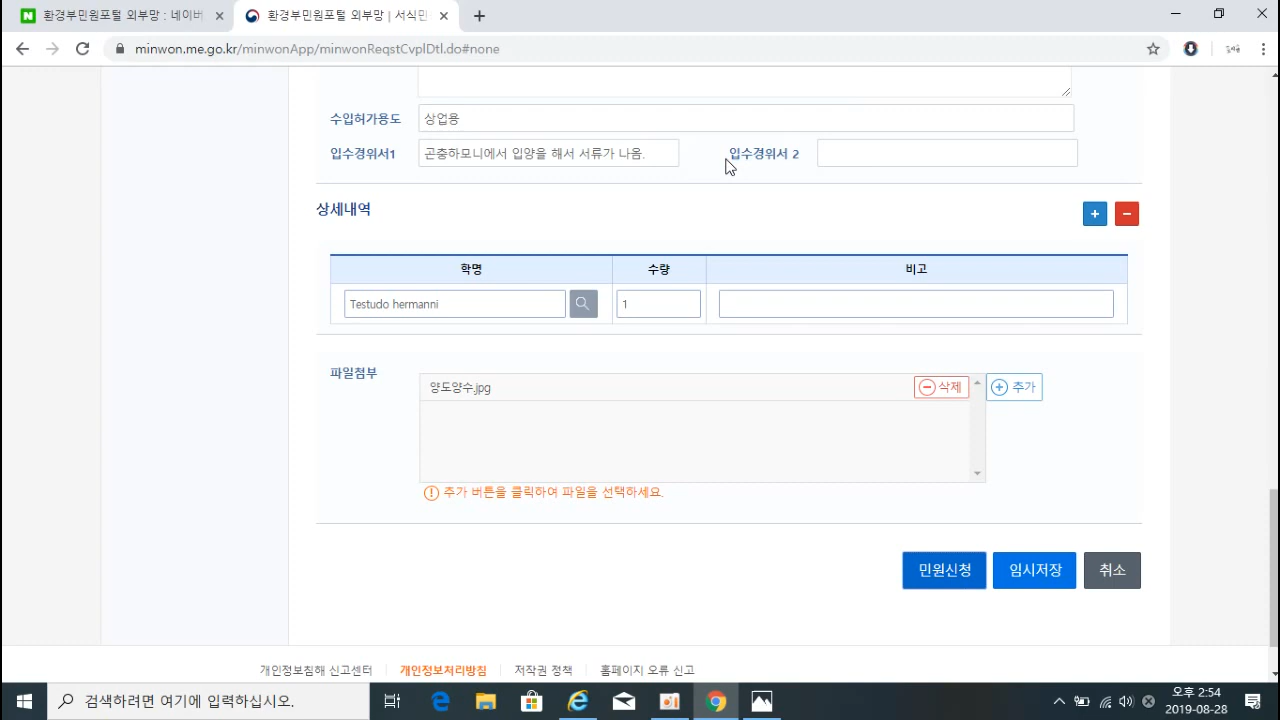 환경부민원포털 외부망 : 네이버
환경부민원포털 외부망 | 서식민
minwon.me.go.kr/minwonApp/minwonReqstCvplDtl.do#none
수입허가용도 상업용
입수경위서1 곤충하모니에서 입양을 해서 서류가 나옴. 입수경위서 2
상세내역
학명 수량 비고
Testudo hermanni 1
파일첨부
양도양수.jpg 삭제 추가
추가 버튼을 클릭하여 파일을 선택하세요.
민원신청 임시저장 취소
개인정보침해 신고센터 개인정보처리방침 저작권 정책 홈페이지 오류 신고
검색하려면 여기에 입력하십시오.
오후 2:54
2019-08-28